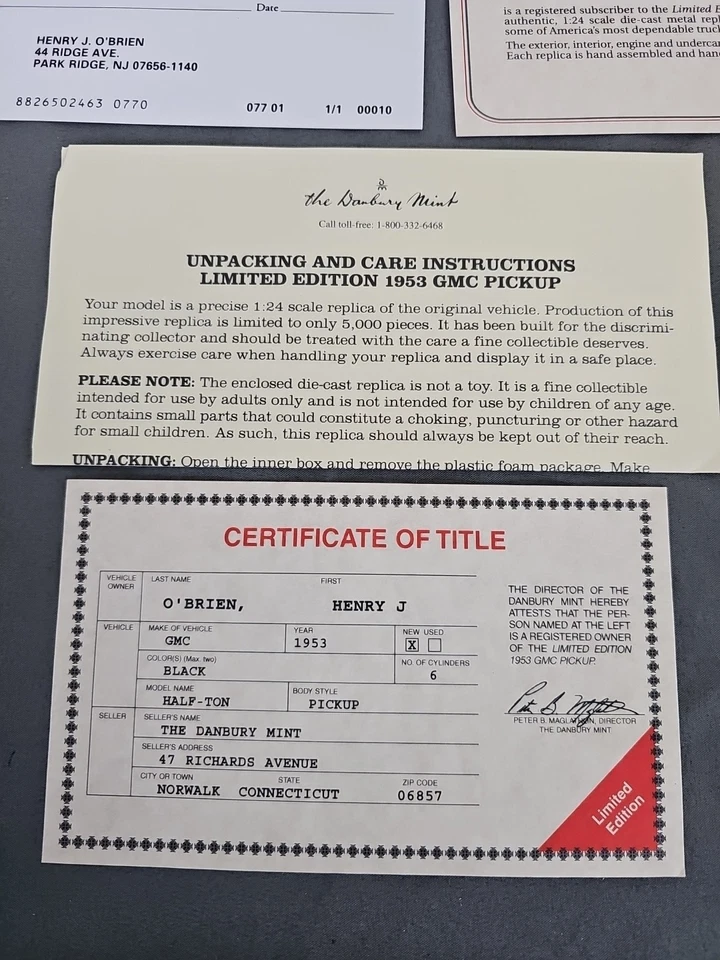 Date
HENRY J. O'BRIEN
44 RIDGE AVE.
PARK RIDGE, NJ 07656-1140
8826502463 0770
077 01 1/1 00010
is a registered subscriber to the Limited E
authentic, 1:24 scale die-cast metal repl
some of America's most dependable truc
The exterior, interior, engine and underca
Each replica is hand assembled and han
DM
the Danbury Mint
Call toll-free: 1-800-332-6468
UNPACKING AND CARE INSTRUCTIONS
LIMITED EDITION 1953 GMC PICKUP
Your model is a precise 1:24 scale replica of the original vehicle. Production of this
impressive replica is limited to only 5,000 pieces. It has been built for the discrimi-
nating collector and should be treated with the care a fine collectible deserves.
Always exercise care when handling your replica and display it in a safe place.
PLEASE NOTE: The enclosed die-cast replica is not a toy. It is a fine collectible
intended for use by adults only and is not intended for use by children of any age.
It contains small parts that could constitute a choking, puncturing or other hazard
for small children. As such, this replica should always be kept out of their reach.
UNPACKING: Open the inner box and remove the plastic foam package. Make
CERTIFICATE OF TITLE
VEHICLE
OWNER
LAST NAME FIRST
O'BRIEN, HENRY J
VEHICLE
MAKE OF VEHICLE
GMC
YEAR
1953
NEW USED
X
COLOR(S) (Max. two)
BLACK
NO. OF CYLINDERS
6
MODEL NAME
HALF-TON
BODY STYLE
PICKUP
SELLER
SELLER'S NAME
THE DANBURY MINT
SELLER'S ADDRESS
47 RICHARDS AVENUE
CITY OR TOWN STATE ZIP CODE
NORWALK CONNECTICUT 06857
THE DIRECTOR OF THE
DANBURY MINT HEREBY
ATTESTS THAT THE PER-
SON NAMED AT THE LEFT
IS A REGISTERED OWNER
OF THE LIMITED EDITION
1953 GMC PICKUP.
PETER B. MAGLATHLIN, DIRECTOR
THE DANBURY MINT
Limited
Edition